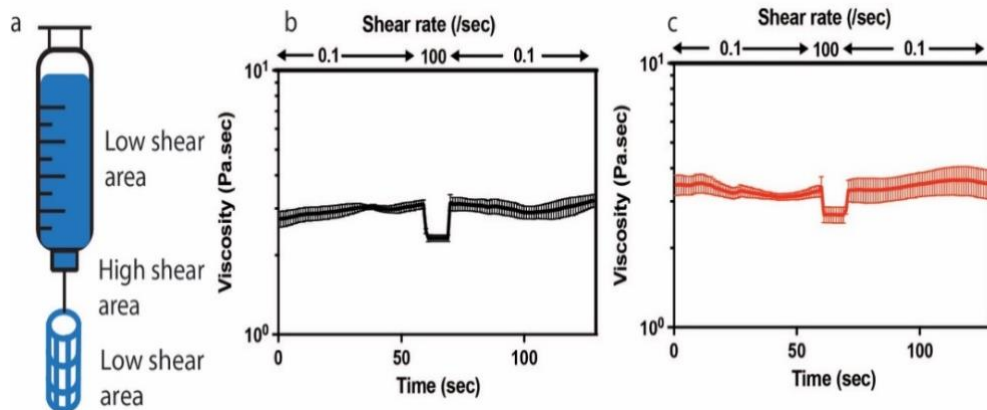 a
Low shear
area
High shear
area
Low shear
area
b
Shear rate (/sec)
0.1 100 0.1
10¹
Viscosity (Pa.sec)
10⁰
0 50 100
Time (sec)
c
Shear rate (/sec)
0.1 100 0.1
10¹
Viscosity (Pa.sec)
10⁰
0 50 100
Time (sec)